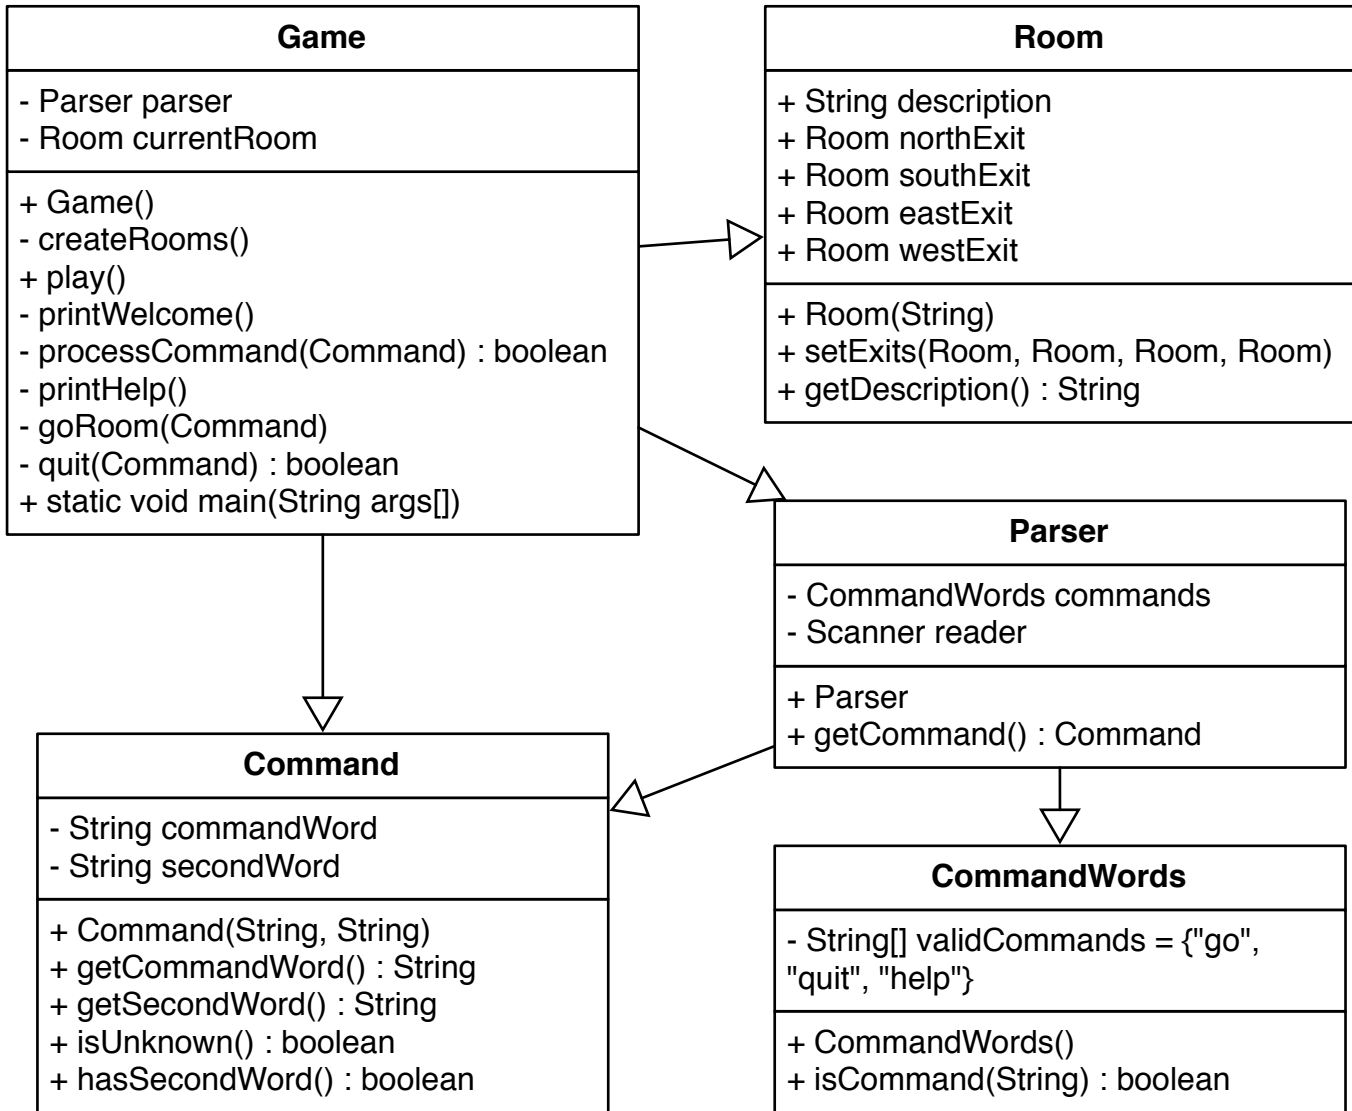 Game
- Parser parser
- Room currentRoom
+ Game()
- createRooms()
+ play()
- printWelcome()
- processCommand(Command) : boolean
- printHelp()
- goRoom(Command)
- quit(Command) : boolean
+ static void main(String args[])
Room
+ String description
+ Room northExit
+ Room southExit
+ Room eastExit
+ Room westExit
+ Room(String)
+ setExits(Room, Room, Room, Room)
+ getDescription() : String
Parser
- CommandWords commands
- Scanner reader
+ Parser
+ getCommand() : Command
Command
- String commandWord
- String secondWord
+ Command(String, String)
+ getCommandWord() : String
+ getSecondWord() : String
+ isUnknown() : boolean
+ hasSecondWord() : boolean
CommandWords
- String[] validCommands = {"go",
"quit", "help"}
+ CommandWords()
+ isCommand(String) : boolean